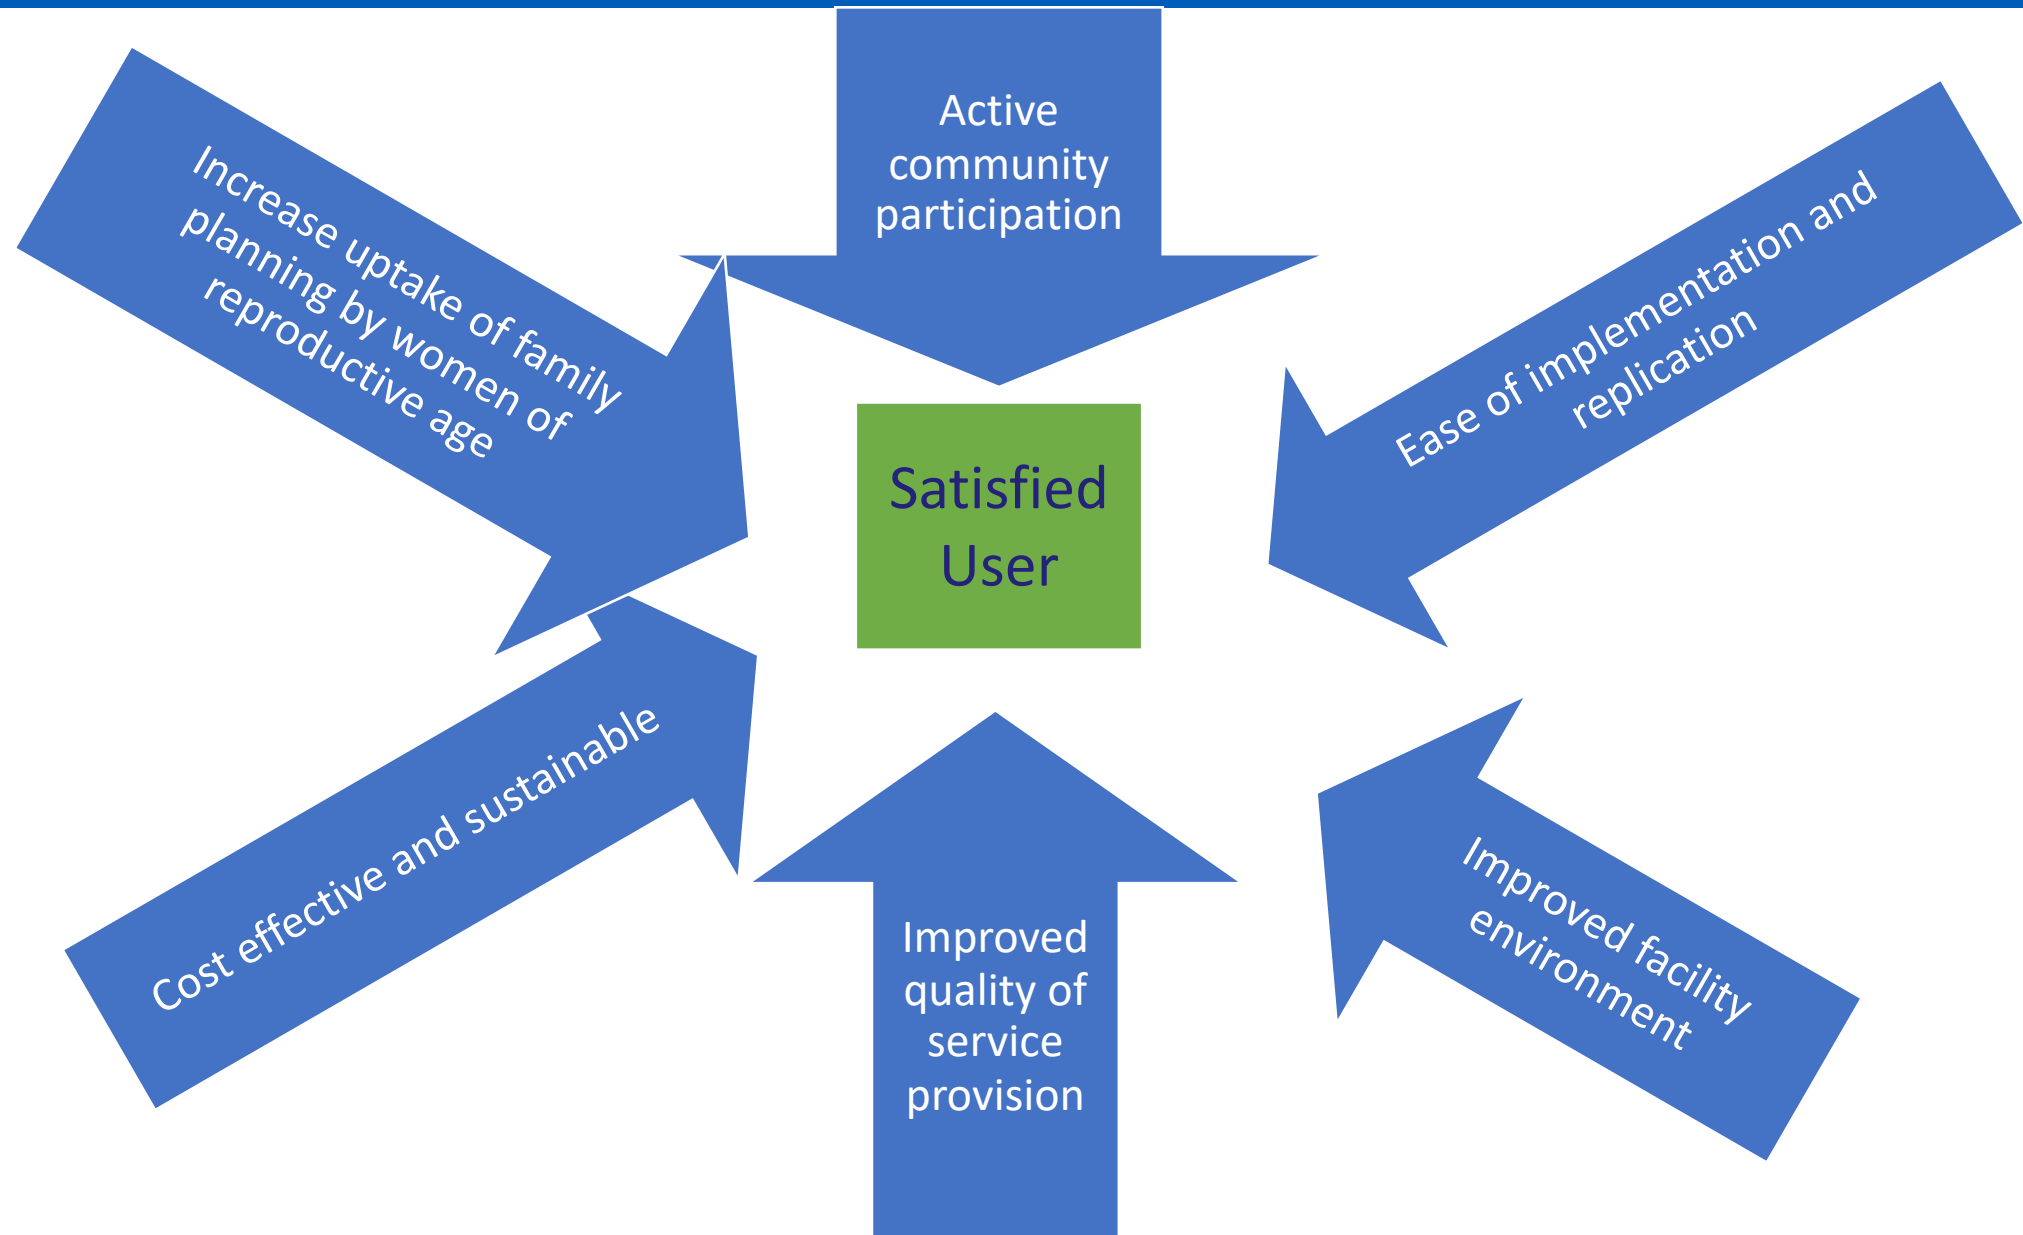 Active
community
participation
Increase uptake of family
planning by women of
reproductive age
Ease of implementation and
replication
Satisfied
User
Cost effective and sustainable
Improved
quality of
service
provision
Improved facility
environment